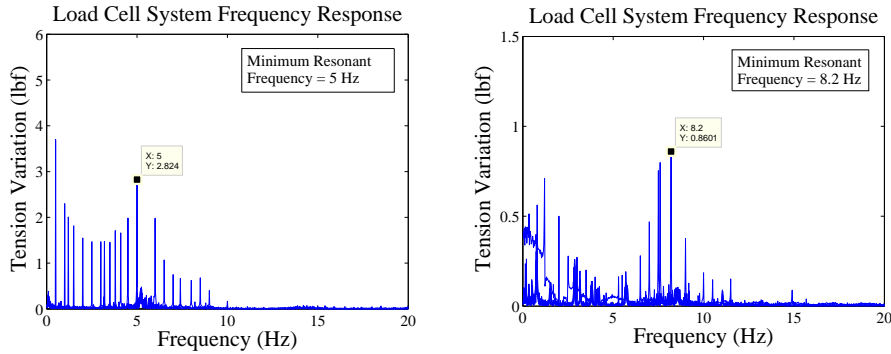 Load Cell System Frequency Response
6
5
4
3
2
1
0
0
5
10
15
20
Tension Variation (lbf)
Frequency (Hz)
Minimum Resonant
Frequency = 5 Hz
X: 5
Y: 2.824
Load Cell System Frequency Response
1.5
1
0.5
0
0
5
10
15
20
Tension Variation (lbf)
Frequency (Hz)
Minimum Resonant
Frequency = 8.2 Hz
X: 8.2
Y: 0.8601